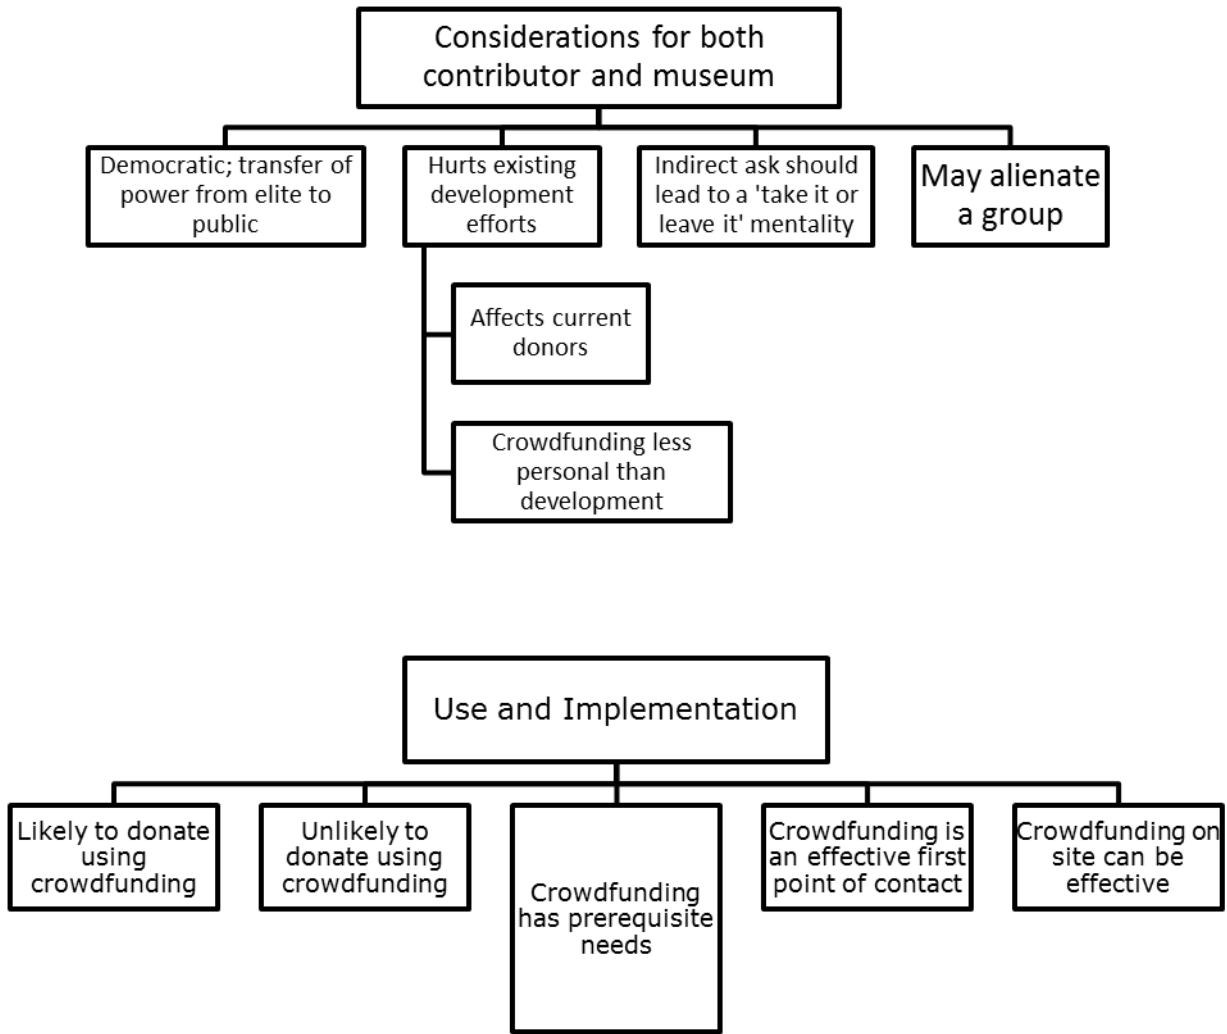 Considerations for both
contributor and museum
Democratic; transfer of
power from elite to
public
Hurts existing
development
efforts
Indirect ask should
lead to a 'take it or
leave it' mentality
May alienate
a group
Affects current
donors
Crowdfunding less
personal than
development
Use and Implementation
Likely to donate
using
crowdfunding
Unlikely to
donate using
crowdfunding
Crowdfunding
has prerequisite
needs
Crowdfunding is
an effective first
point of contact
Crowdfunding on
site can be
effective